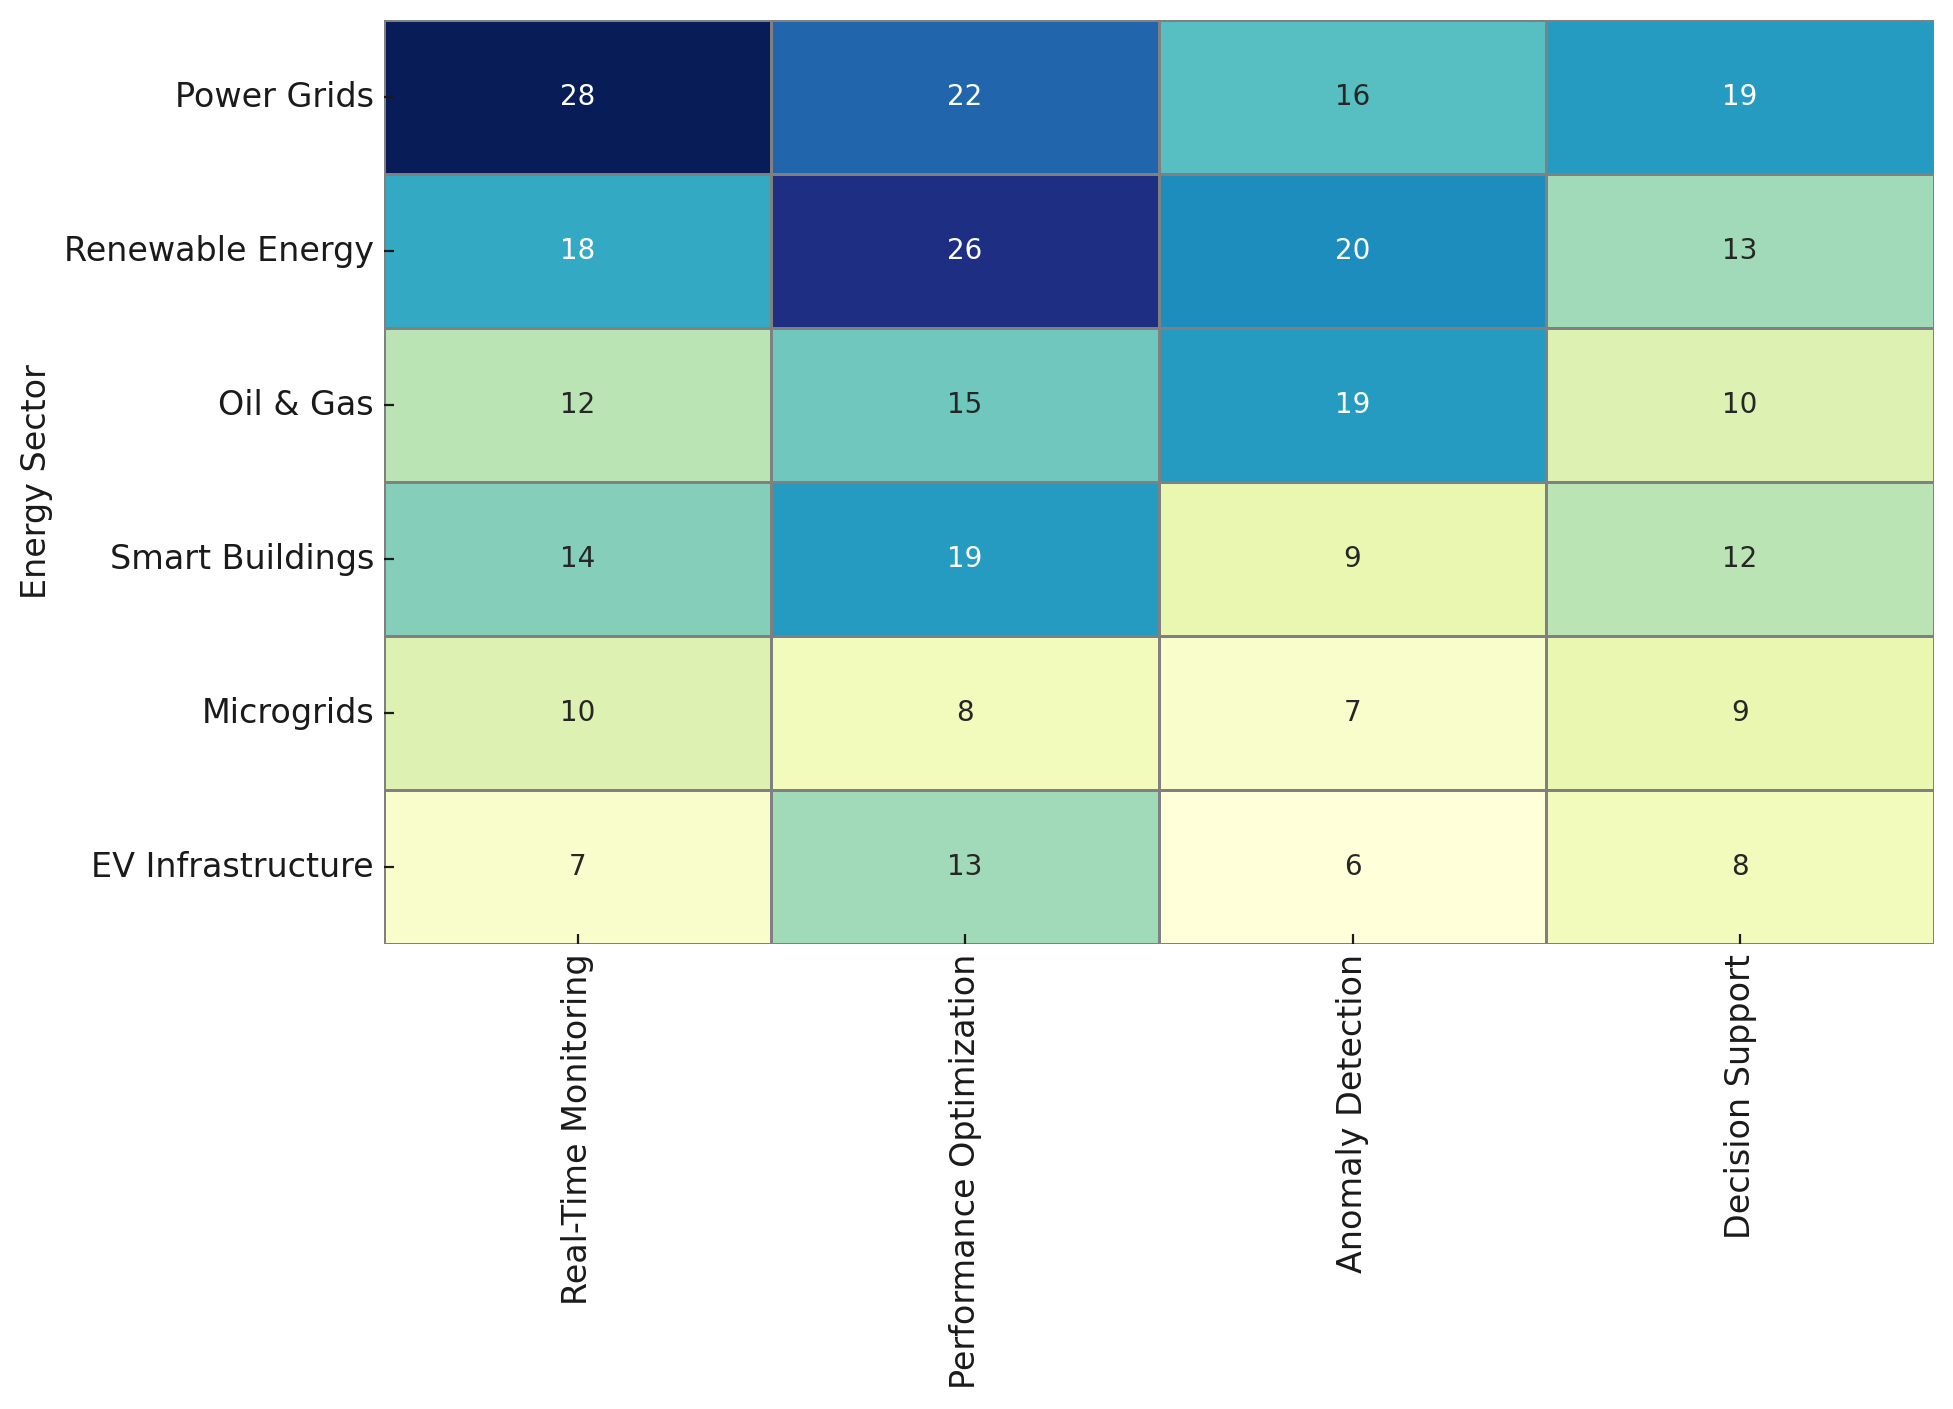 Energy Sector
Power Grids 28 22 16 19
Renewable Energy 18 26 20 13
Oil & Gas 12 15 19 10
Smart Buildings 14 19 9 12
Microgrids 10 8 7 9
EV Infrastructure 7 13 6 8
Real-Time Monitoring
Performance Optimization
Anomaly Detection
Decision Support